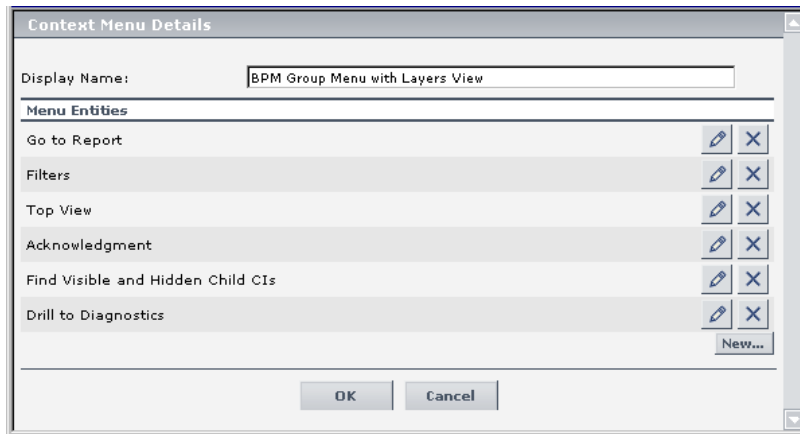 Context Menu Details
Display Name: BPM Group Menu with Layers View
Menu Entities
Go to Report
Filters
Top View
Acknowledgment
Find Visible and Hidden Child CIs
Drill to Diagnostics
New...
OK Cancel